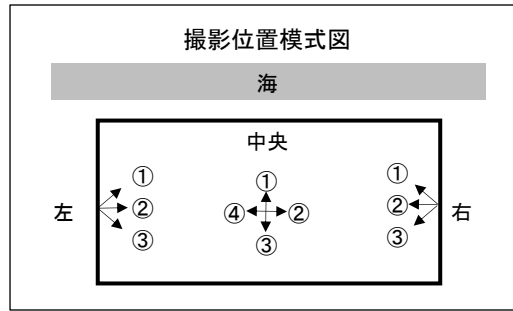 撮影位置模式図
海
中央
① ① ①
左 ② ④ ② ② 右
③ ③ ③